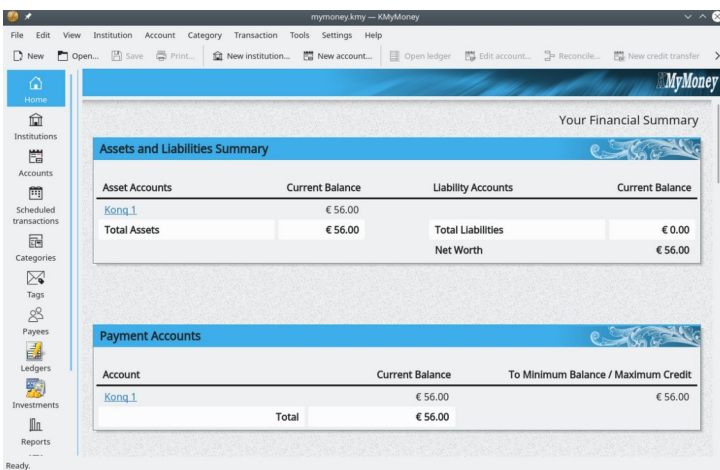 mymoney.kmy — KMyMoney
File Edit View Institution Account Category Transaction Tools Settings Help
New Open... Save Print... New institution... New account... Open ledger Edit account... Reconcile... New credit transfer
KMyMoney
Home
Institutions
Accounts
Scheduled
transactions
Categories
Tags
Payees
Ledgers
Investments
Reports
Your Financial Summary
Assets and Liabilities Summary
Asset Accounts Current Balance Liability Accounts Current Balance
Konq 1 € 56.00
Total Assets € 56.00 Total Liabilities € 0.00
Net Worth € 56.00
Payment Accounts
Account Current Balance To Minimum Balance / Maximum Credit
Konq 1 € 56.00 € 56.00
Total € 56.00
Ready.